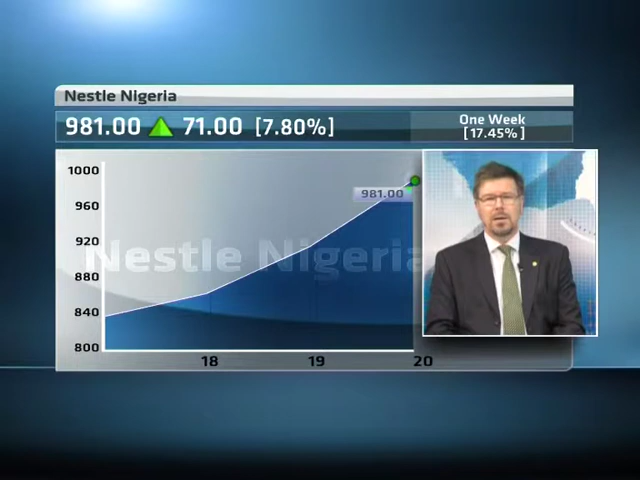 Nestle Nigeria
981.00 71.00 [7.80%]
One Week
[17.45%]
1000
960
920
880
840
800
981.00
Nestle Nigeria
18 19 20